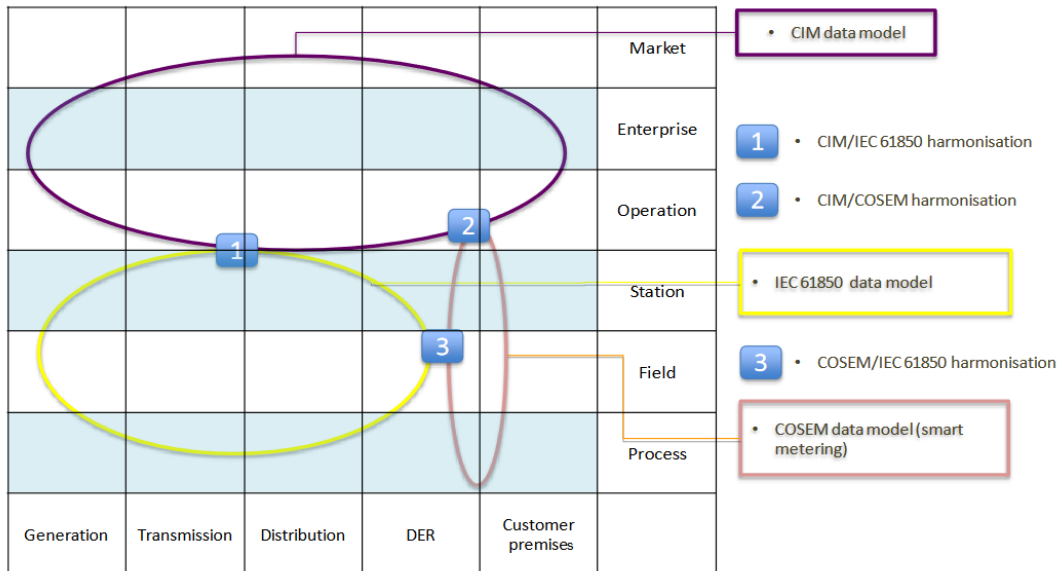 Market
• CIM data model
Enterprise
1 • CIM/IEC 61850 harmonisation
Operation
2 • CIM/COSEM harmonisation
2
1
Station
• IEC 61850 data model
3
Field
3 • COSEM/IEC 61850 harmonisation
Process
• COSEM data model (smart
metering)
Generation Transmission Distribution DER Customer
premises